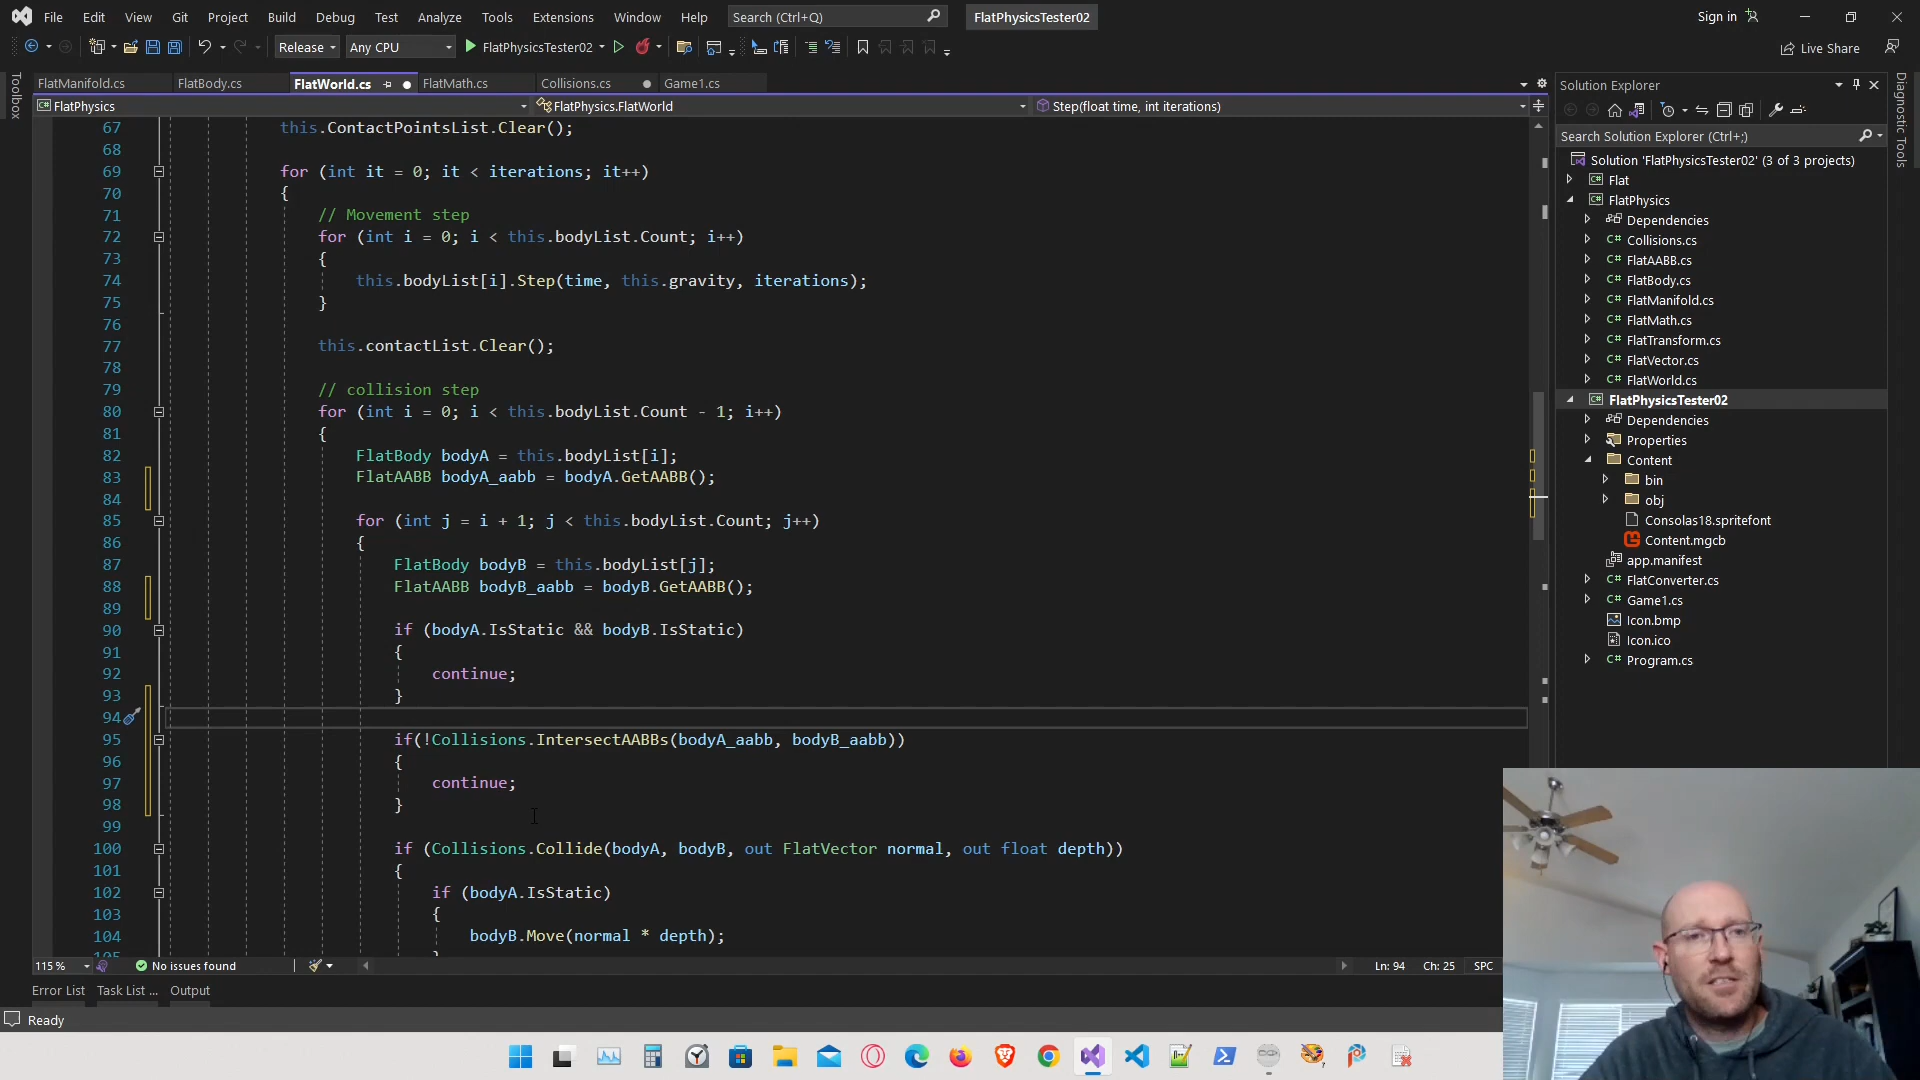 File Edit View Git Project Build Debug Test Analyze Tools Extensions Window Help Search (Ctrl+Q) FlatPhysicsTester02 Sign in
Release Any CPU FlatPhysicsTester02 Live Share
Toolbox
FlatManifold.cs FlatBody.cs FlatWorld.cs FlatMath.cs Collisions.cs Game1.cs
FlatPhysics FlatPhysics.FlatWorld Step(float time, int iterations)
67 this.ContactPointsList.Clear();
68
69 for (int it = 0; it < iterations; it++)
70 {
71 // Movement step
72 for (int i = 0; i < this.bodyList.Count; i++)
73 {
74 this.bodyList[i].Step(time, this.gravity, iterations);
75 }
76
77 this.contactList.Clear();
78
79 // collision step
80 for (int i = 0; i < this.bodyList.Count - 1; i++)
81 {
82 FlatBody bodyA = this.bodyList[i];
83 FlatAABB bodyA_aabb = bodyA.GetAABB();
84
85 for (int j = i + 1; j < this.bodyList.Count; j++)
86 {
87 FlatBody bodyB = this.bodyList[j];
88 FlatAABB bodyB_aabb = bodyB.GetAABB();
89
90 if (bodyA.IsStatic && bodyB.IsStatic)
91 {
92 continue;
93 }
94
95 if(!Collisions.IntersectAABBs(bodyA_aabb, bodyB_aabb))
96 {
97 continue;
98 }
99
100 if (Collisions.Collide(bodyA, bodyB, out FlatVector normal, out float depth))
101 {
102 if (bodyA.IsStatic)
103 {
104 bodyB.Move(normal * depth);
115 % No issues found Ln: 94 Ch: 25 SPC
Error List Task List ... Output
Ready
Solution Explorer
Search Solution Explorer (Ctrl+;)
Solution 'FlatPhysicsTester02' (3 of 3 projects)
C# Flat
C# FlatPhysics
Dependencies
C# Collisions.cs
C# FlatAABB.cs
C# FlatBody.cs
C# FlatManifold.cs
C# FlatMath.cs
C# FlatTransform.cs
C# FlatVector.cs
C# FlatWorld.cs
C# FlatPhysicsTester02
Dependencies
Properties
Content
bin
obj
Consolas18.spritefont
Content.mgcb
app.manifest
C# FlatConverter.cs
C# Game1.cs
Icon.bmp
Icon.ico
C# Program.cs
Diagnostic Tools